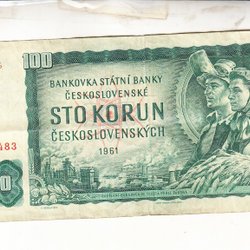 100
BANKOVKA STÁTNÍ BANKY
ČESKOSLOVENSKÉ
STO KORUN
ČESKOSLOVENSKÝCH
483
1961